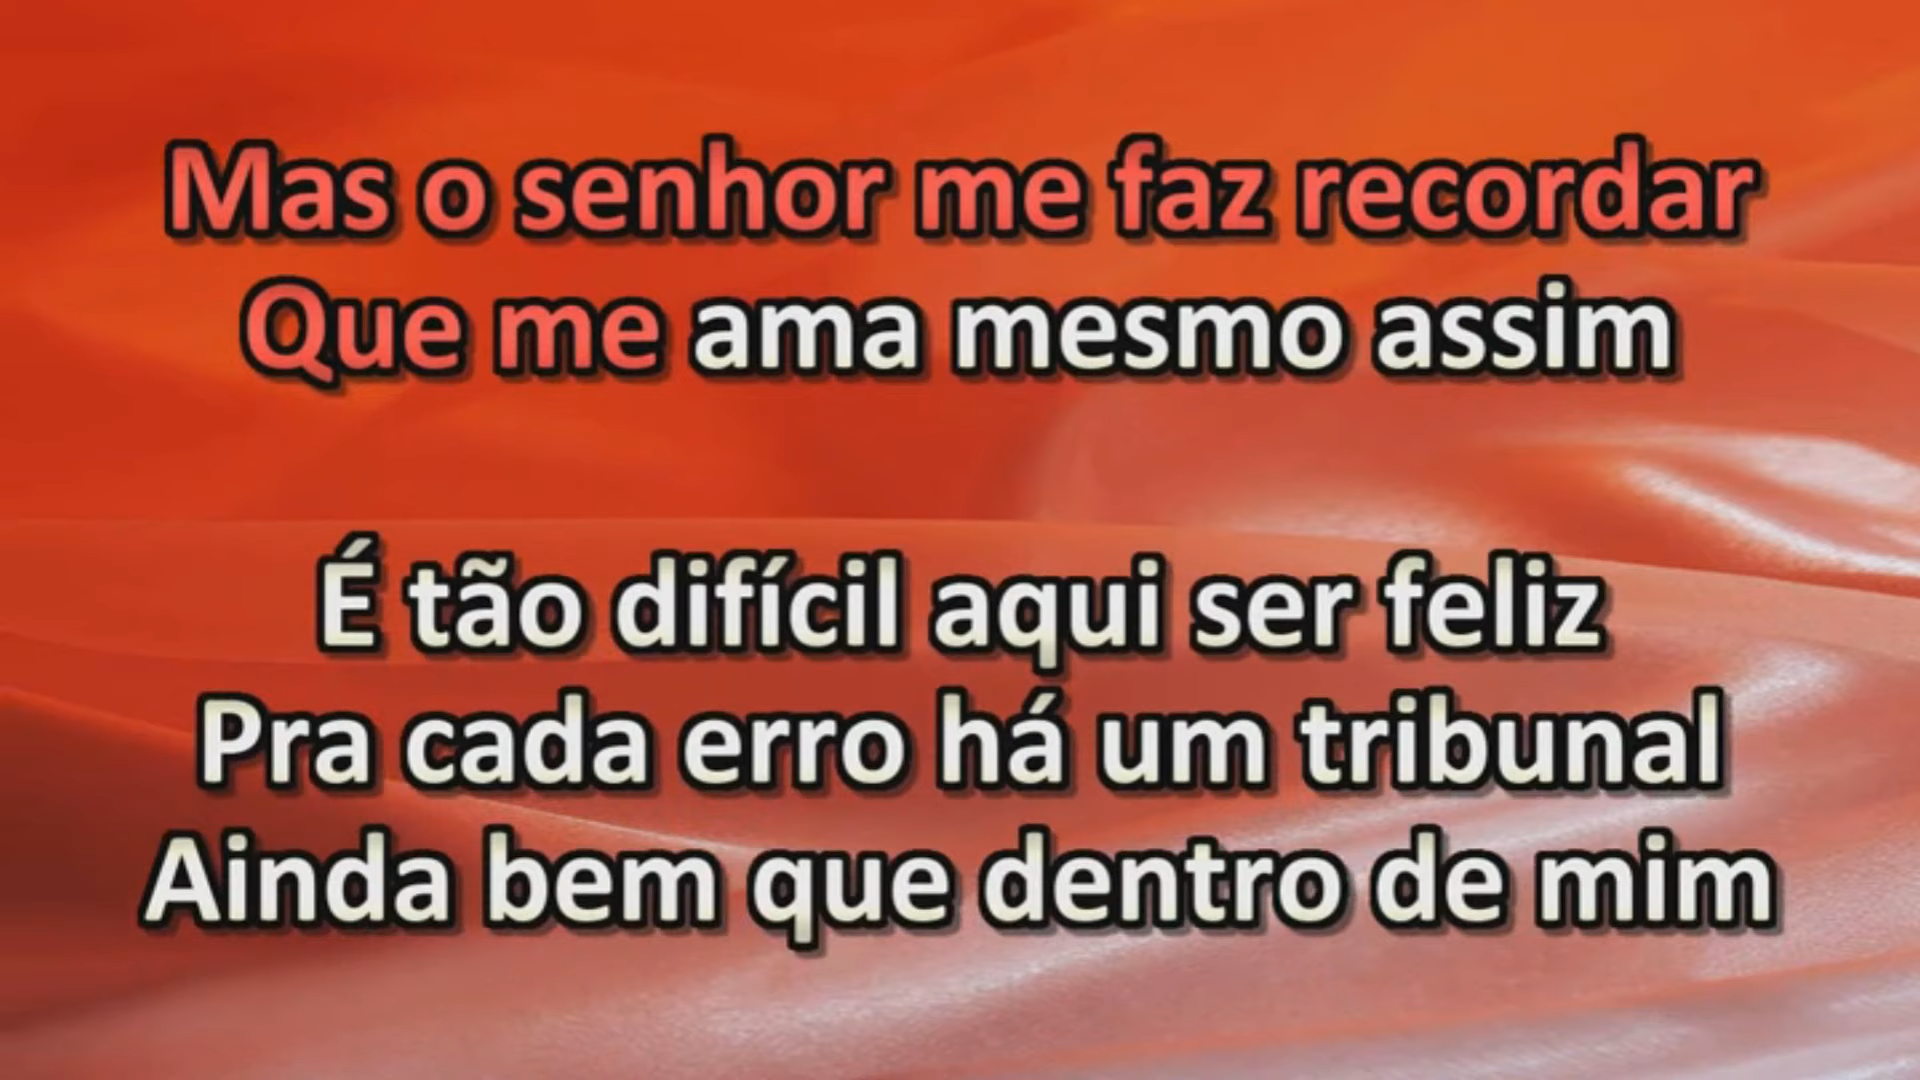 Mas o senhor me faz recordar
Que me ama mesmo assim
É tão difícil aqui ser feliz
Pra cada erro há um tribunal
Ainda bem que dentro de mim